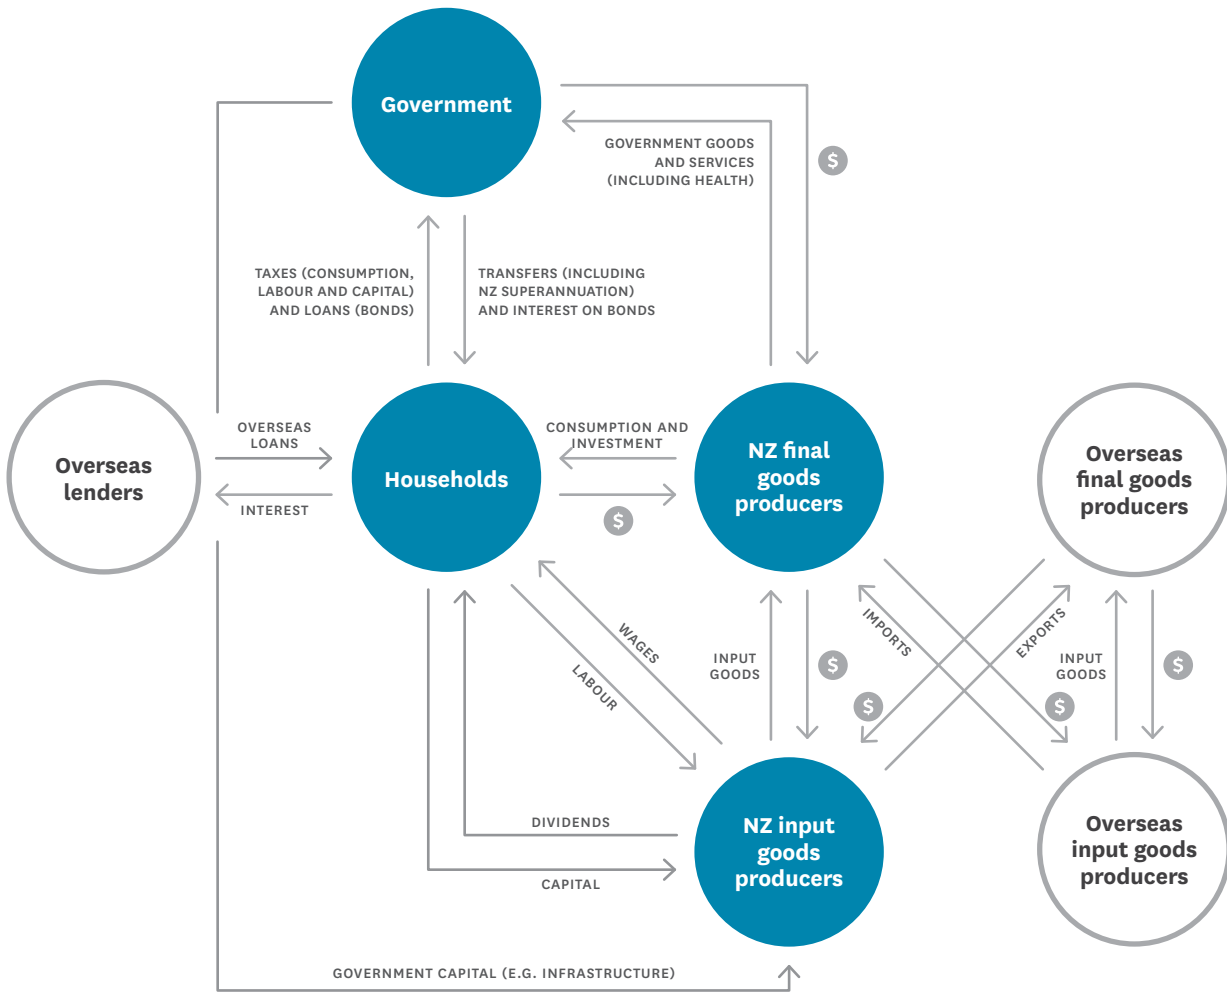 Government
GOVERNMENT GOODS
AND SERVICES
(INCLUDING HEALTH)
$
TAXES (CONSUMPTION,
LABOUR AND CAPITAL)
AND LOANS (BONDS)
TRANSFERS (INCLUDING
NZ SUPERANNUATION)
AND INTEREST ON BONDS
Overseas
lenders
OVERSEAS
LOANS
INTEREST
Households
CONSUMPTION AND
INVESTMENT
$
NZ final
goods
producers
Overseas
final goods
producers
WAGES
LABOUR
INPUT
GOODS
$
$
IMPORTS
EXPORTS
$
INPUT
GOODS
$
DIVIDENDS
CAPITAL
NZ input
goods
producers
Overseas
input goods
producers
GOVERNMENT CAPITAL (E.G. INFRASTRUCTURE)